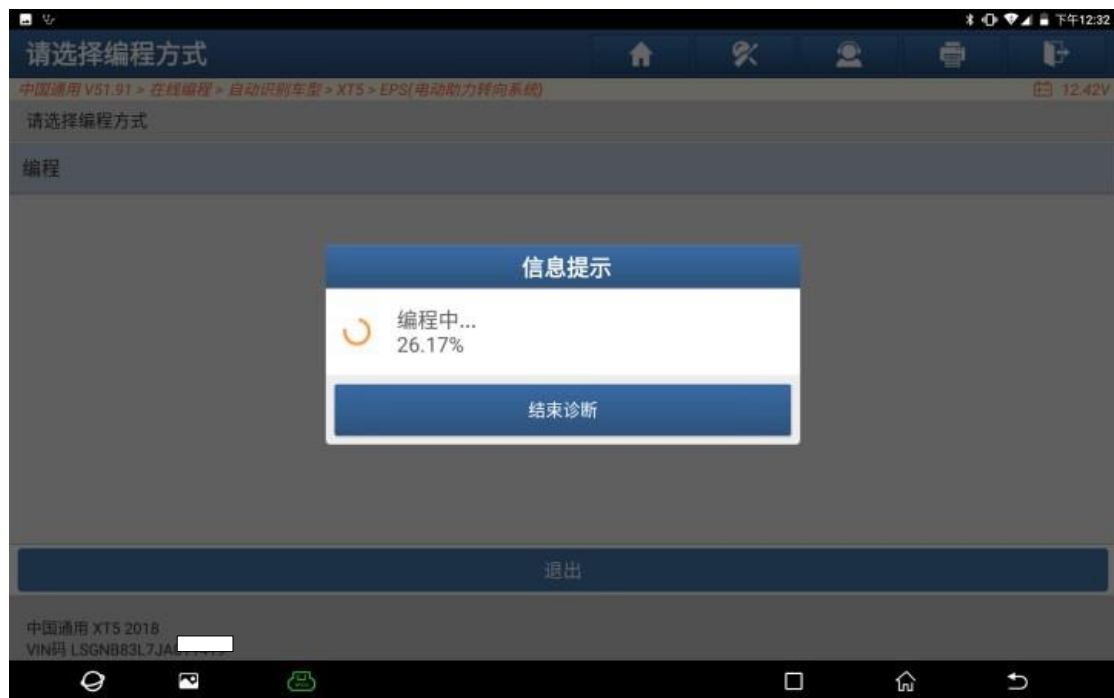 下午12:32
请选择编程方式
中国通用 V51.91 > 在线编程 > 自动识别车型 > XT5 > EPS(电动助力转向系统)
12.42V
请选择编程方式
编程
信息提示
编程中...
26.17%
结束诊断
退出
中国通用 XT5 2018
VIN码 LSGNB83L7JA